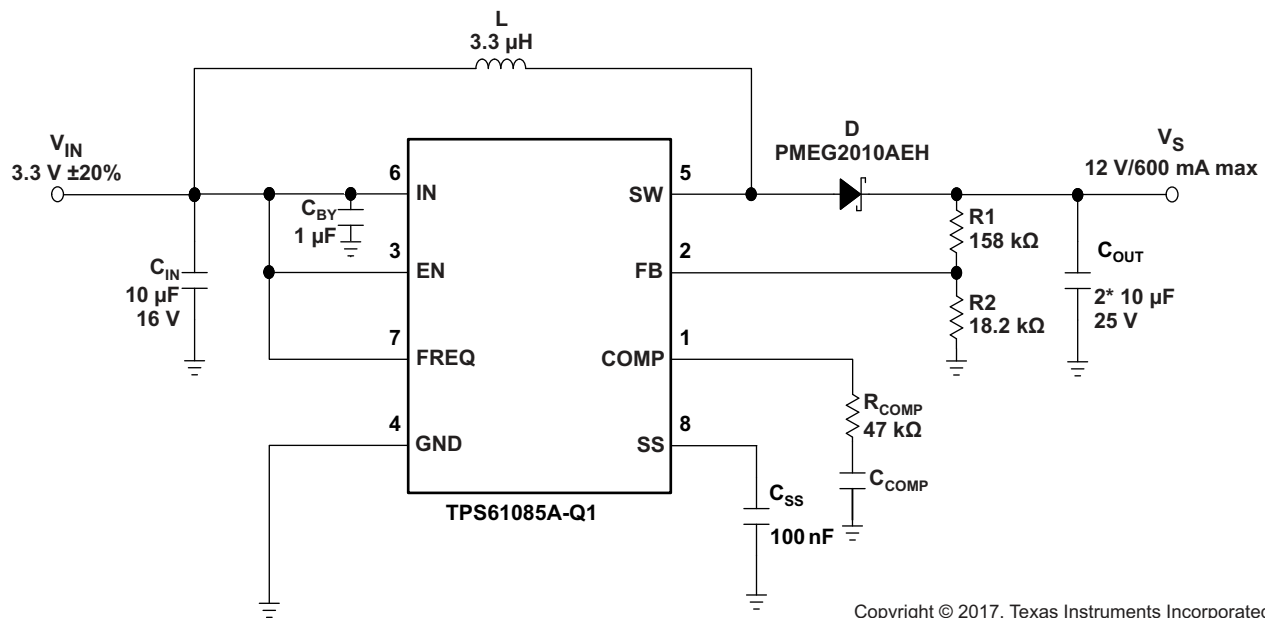 L
3.3 µH
V_IN
3.3 V ±20%
D
PMEG2010AEH
V_S
12 V/600 mA max
6
IN
5
SW
C_BY
1 µF
R1
158 kΩ
3
EN
2
FB
C_OUT
2* 10 µF
25 V
C_IN
10 µF
16 V
R2
18.2 kΩ
7
FREQ
1
COMP
R_COMP
47 kΩ
4
GND
8
SS
C_COMP
C_SS
100 nF
TPS61085A-Q1
Copyright © 2017, Texas Instruments Incorporated